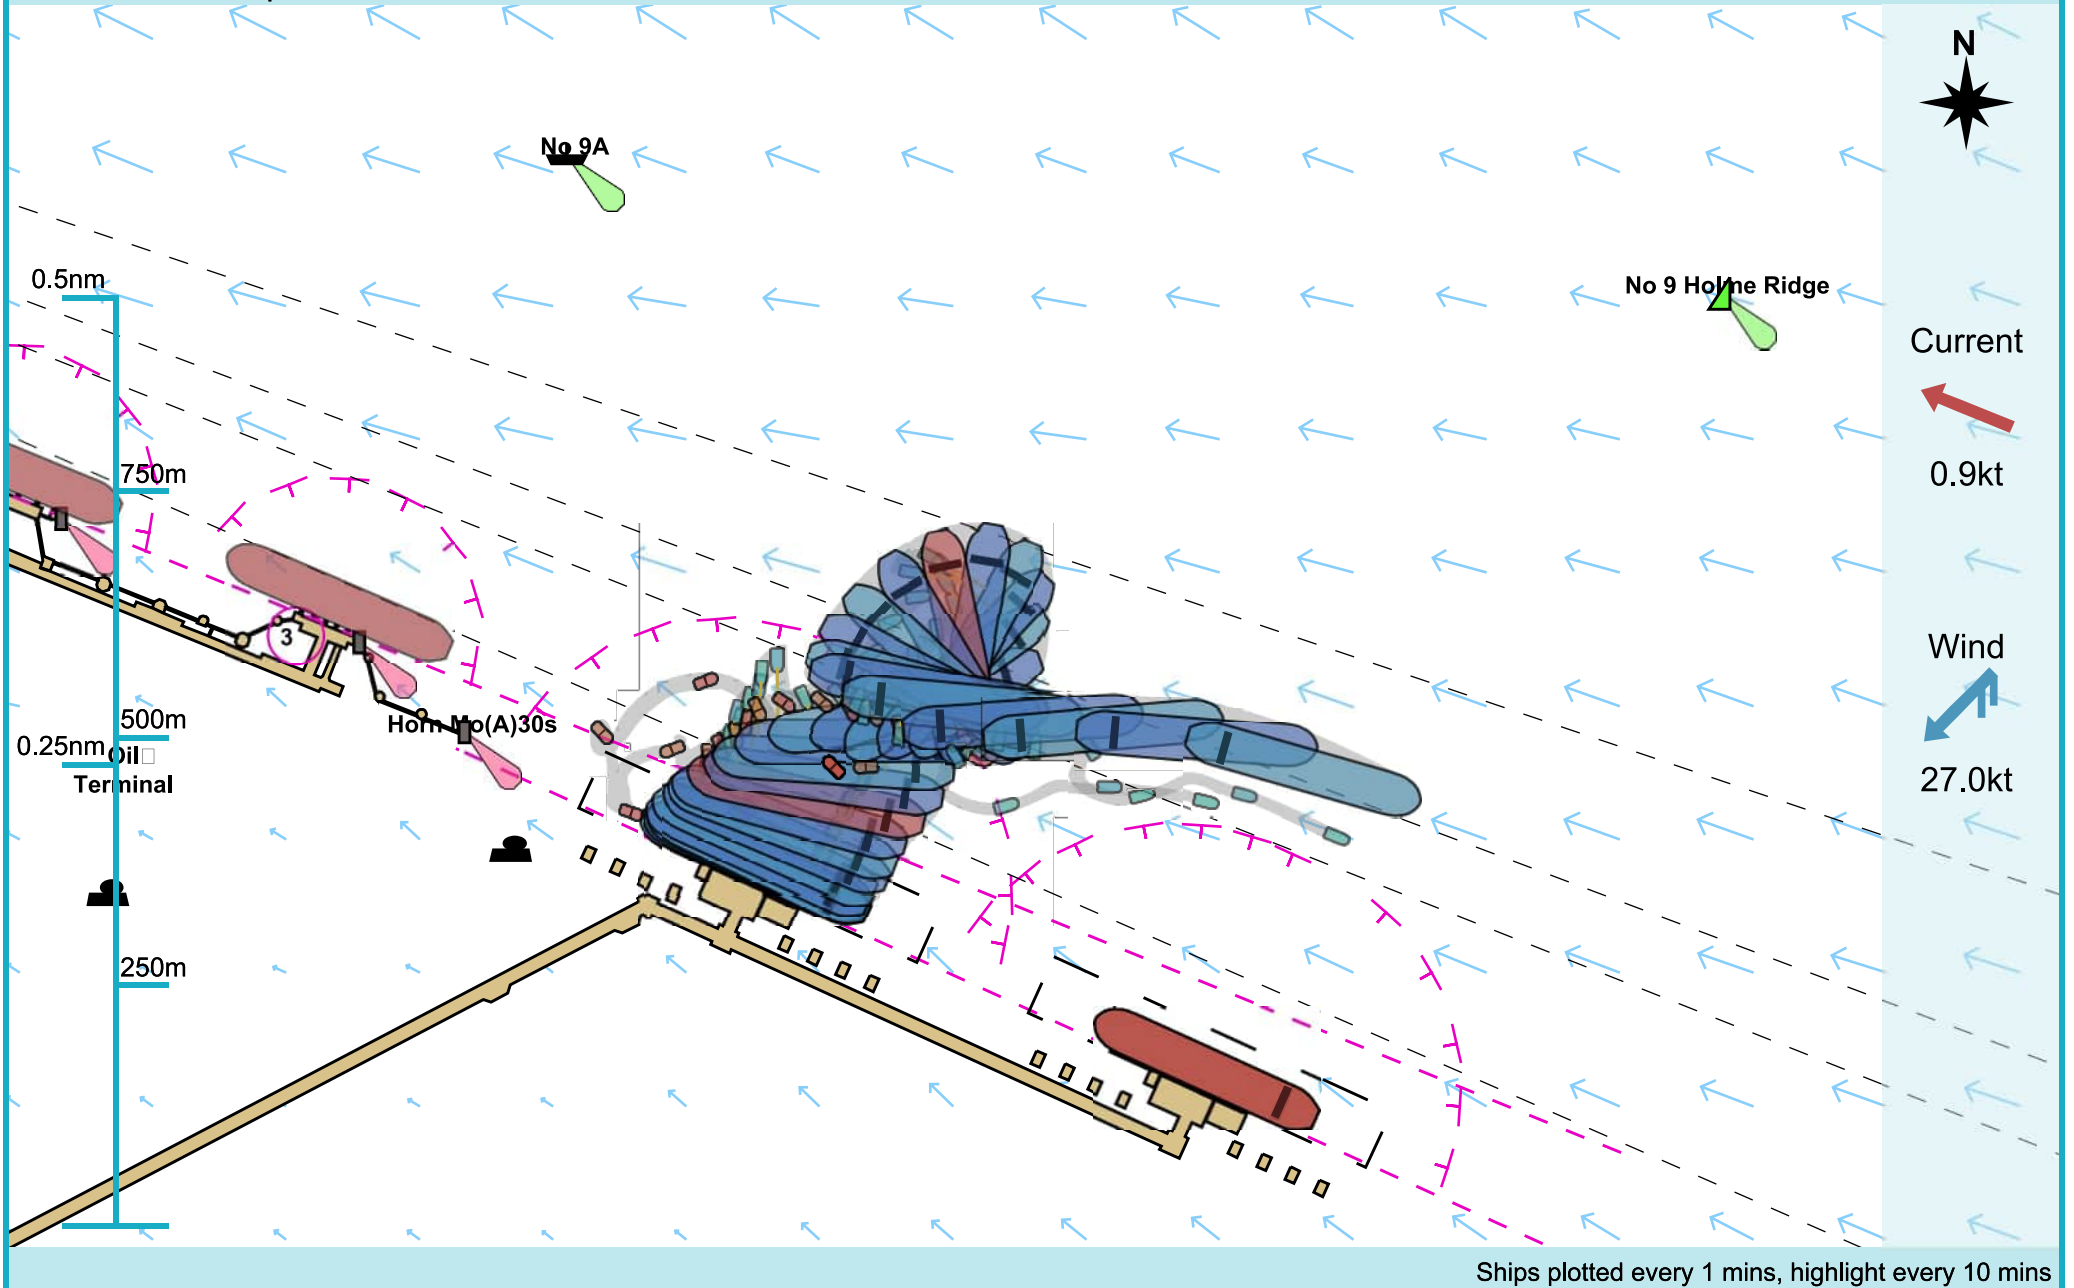 N
No 9A
0.5nm
No 9 Holme Ridge
Current
750m
0.9kt
3
Wind
500m
Horn Mo(A)30s
0.25nm
Oil
Terminal
27.0kt
250m
Ships plotted every 1 mins, highlight every 10 mins